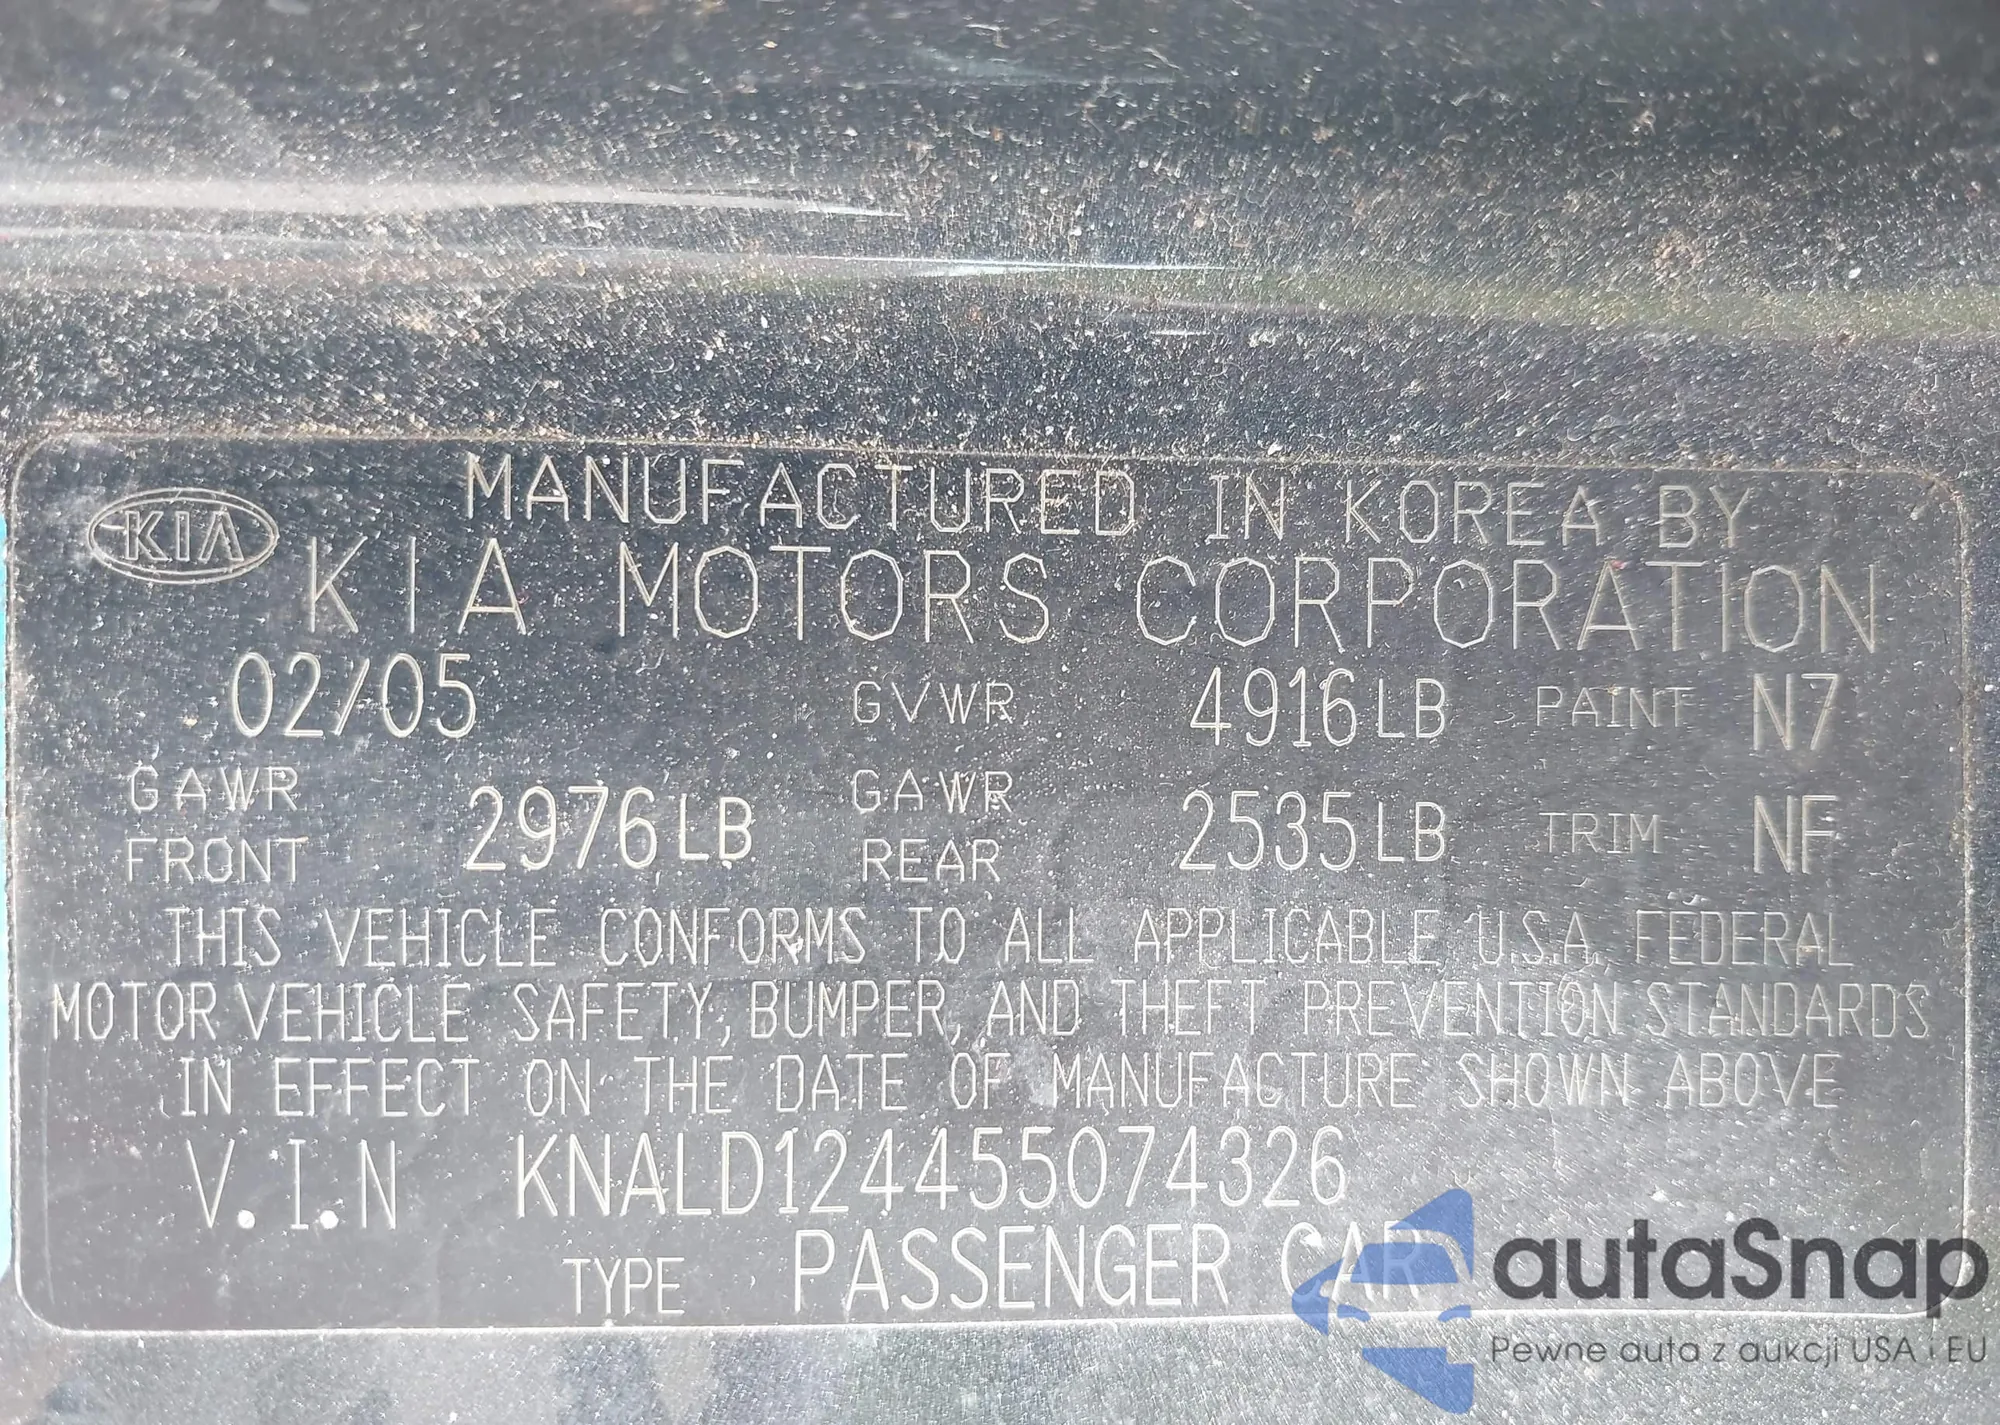 MANUFACTURED IN KOREA BY
KIA KIA MOTORS CORPORATION
02/05 GVWR 4916LB PAINT N7
GAWR FRONT 2976LB GAWR REAR 2535LB TRIM NF
THIS VEHICLE CONFORMS TO ALL APPLICABLE U.S.A. FEDERAL
MOTOR VEHICLE SAFETY, BUMPER, AND THEFT PREVENTION STANDARDS
IN EFFECT ON THE DATE OF MANUFACTURE SHOWN ABOVE
V.I.N KNALD124455074326
TYPE PASSENGER CAR
autaSnap
Pewne auta z aukcji USA i EU